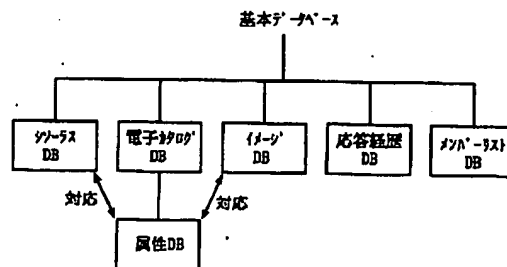 基本ﾃﾞｰﾀﾍﾞｰｽ
ｼｿｰﾗｽ
DB
電子ｶﾀﾛｸﾞ
DB
ｲﾒｰｼﾞ
DB
応答経歴
DB
ﾒﾝﾊﾞｰﾘｽﾄ
DB
対応
対応
属性DB